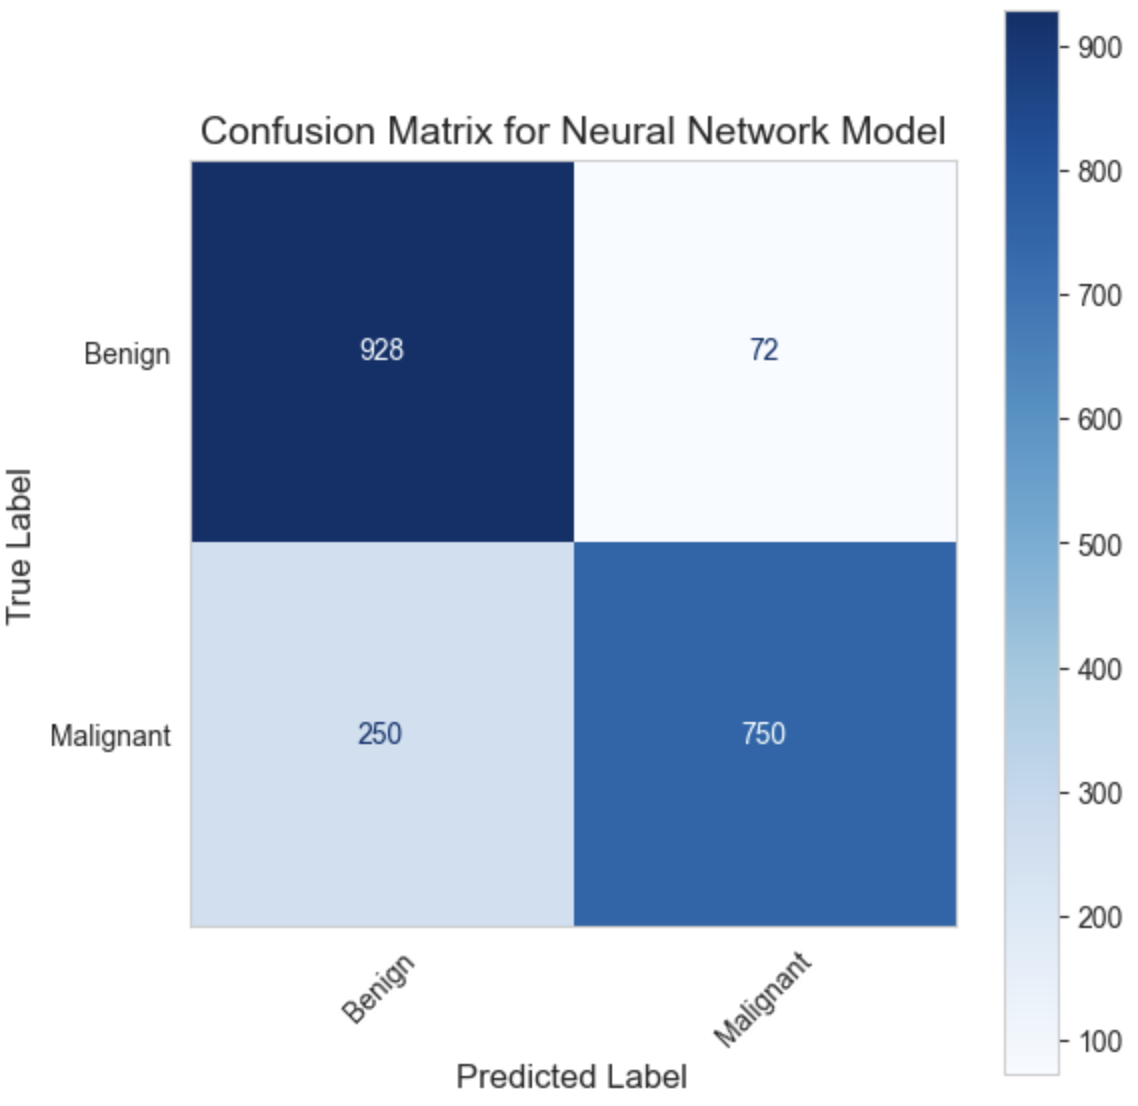 Confusion Matrix for Neural Network Model
True Label
Benign
928
72
Malignant
250
750
Benign
Malignant
Predicted Label
900
800
700
600
500
400
300
200
100